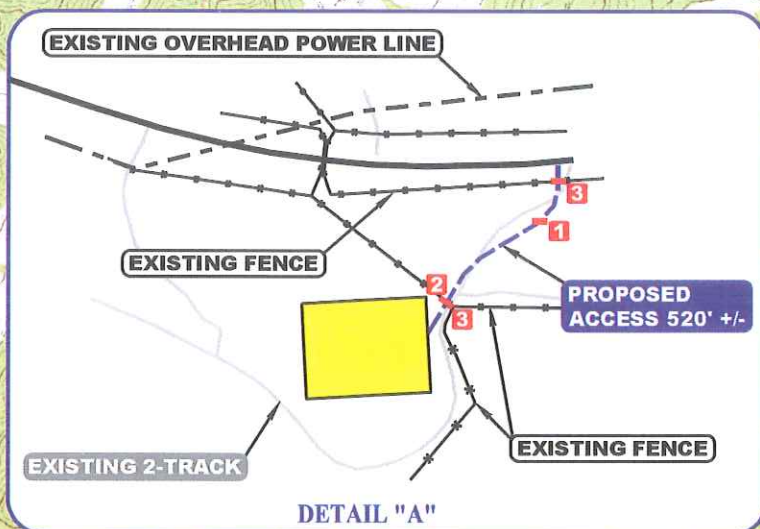 EXISTING OVERHEAD POWER LINE
3
1
EXISTING FENCE
2
3
PROPOSED
ACCESS 520' +/-
EXISTING 2-TRACK
EXISTING FENCE
DETAIL "A"